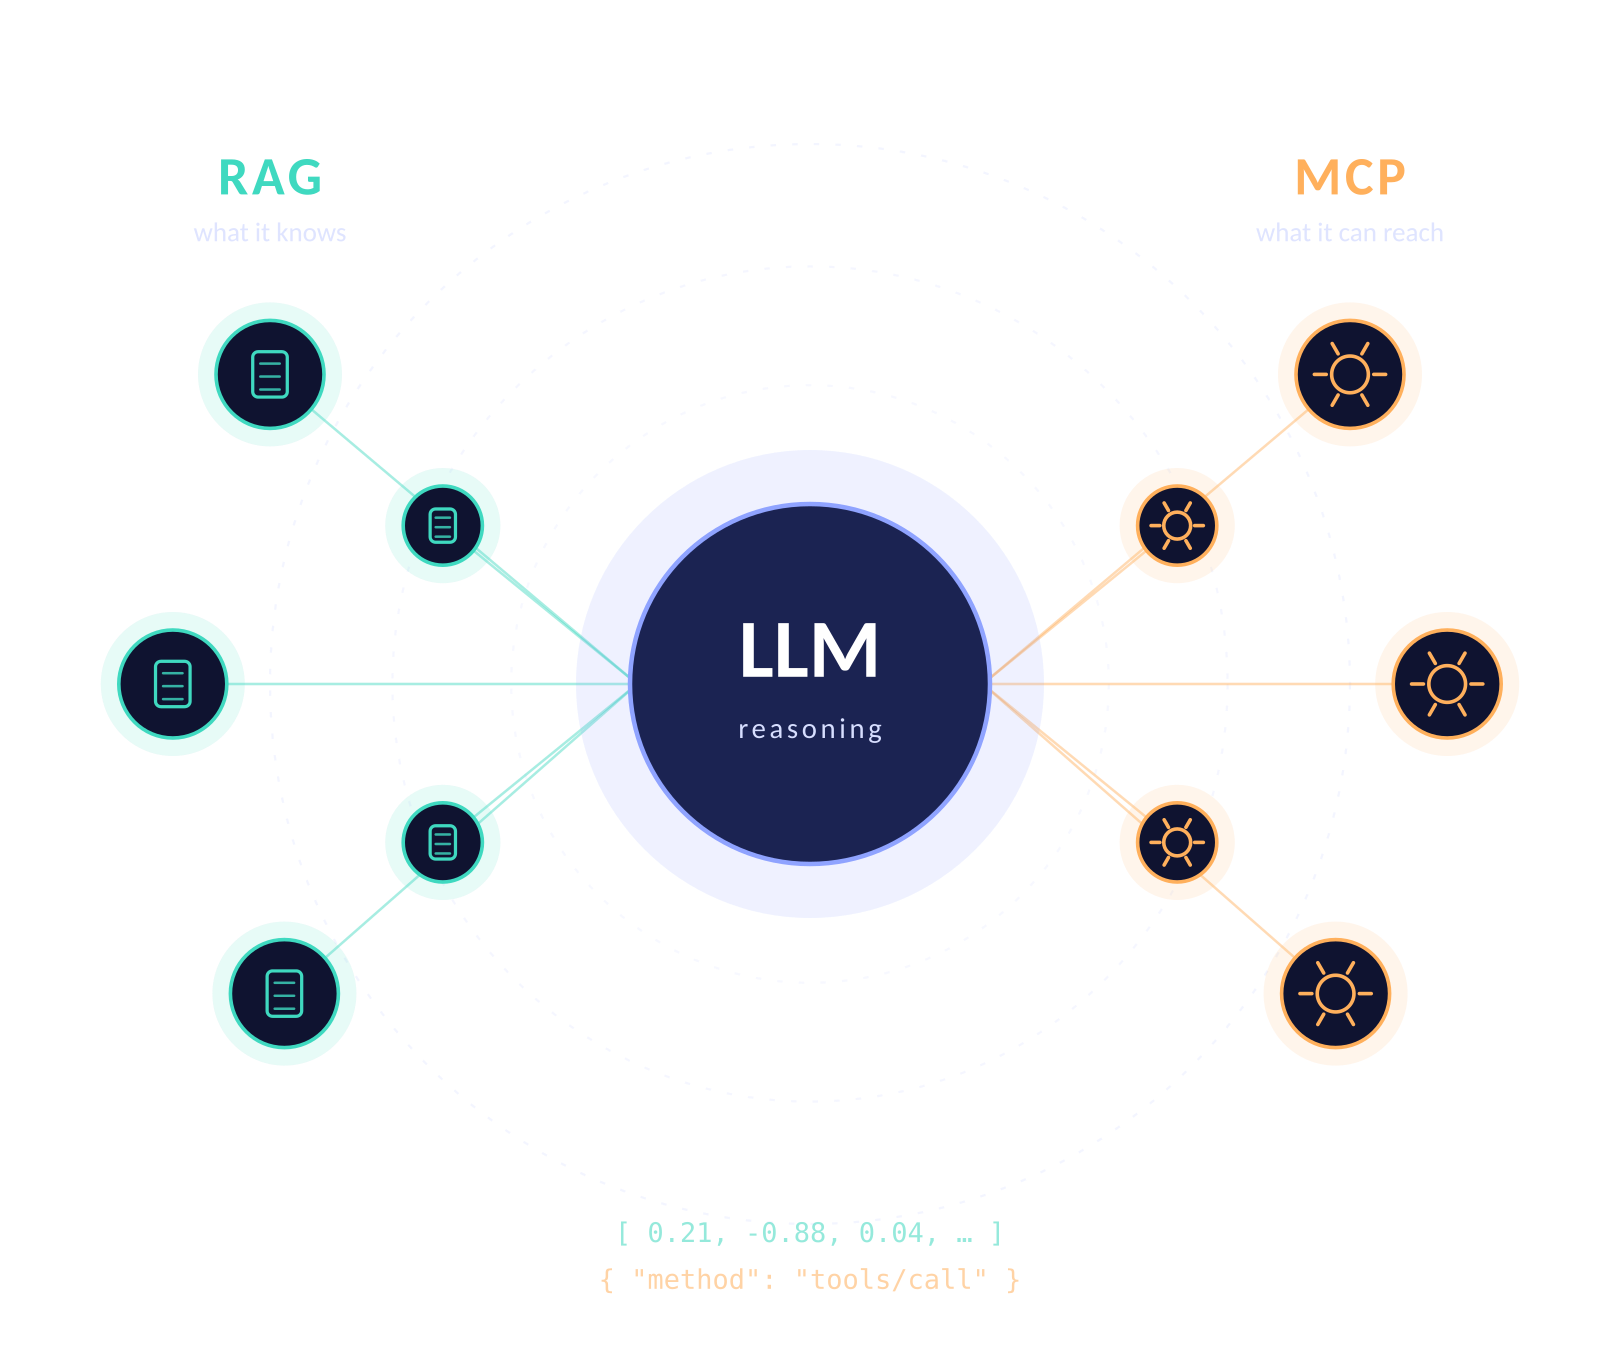 RAG
what it knows
MCP
what it can reach
LLM
reasoning
[ 0.21, -0.88, 0.04, … ]
{ "method": "tools/call" }